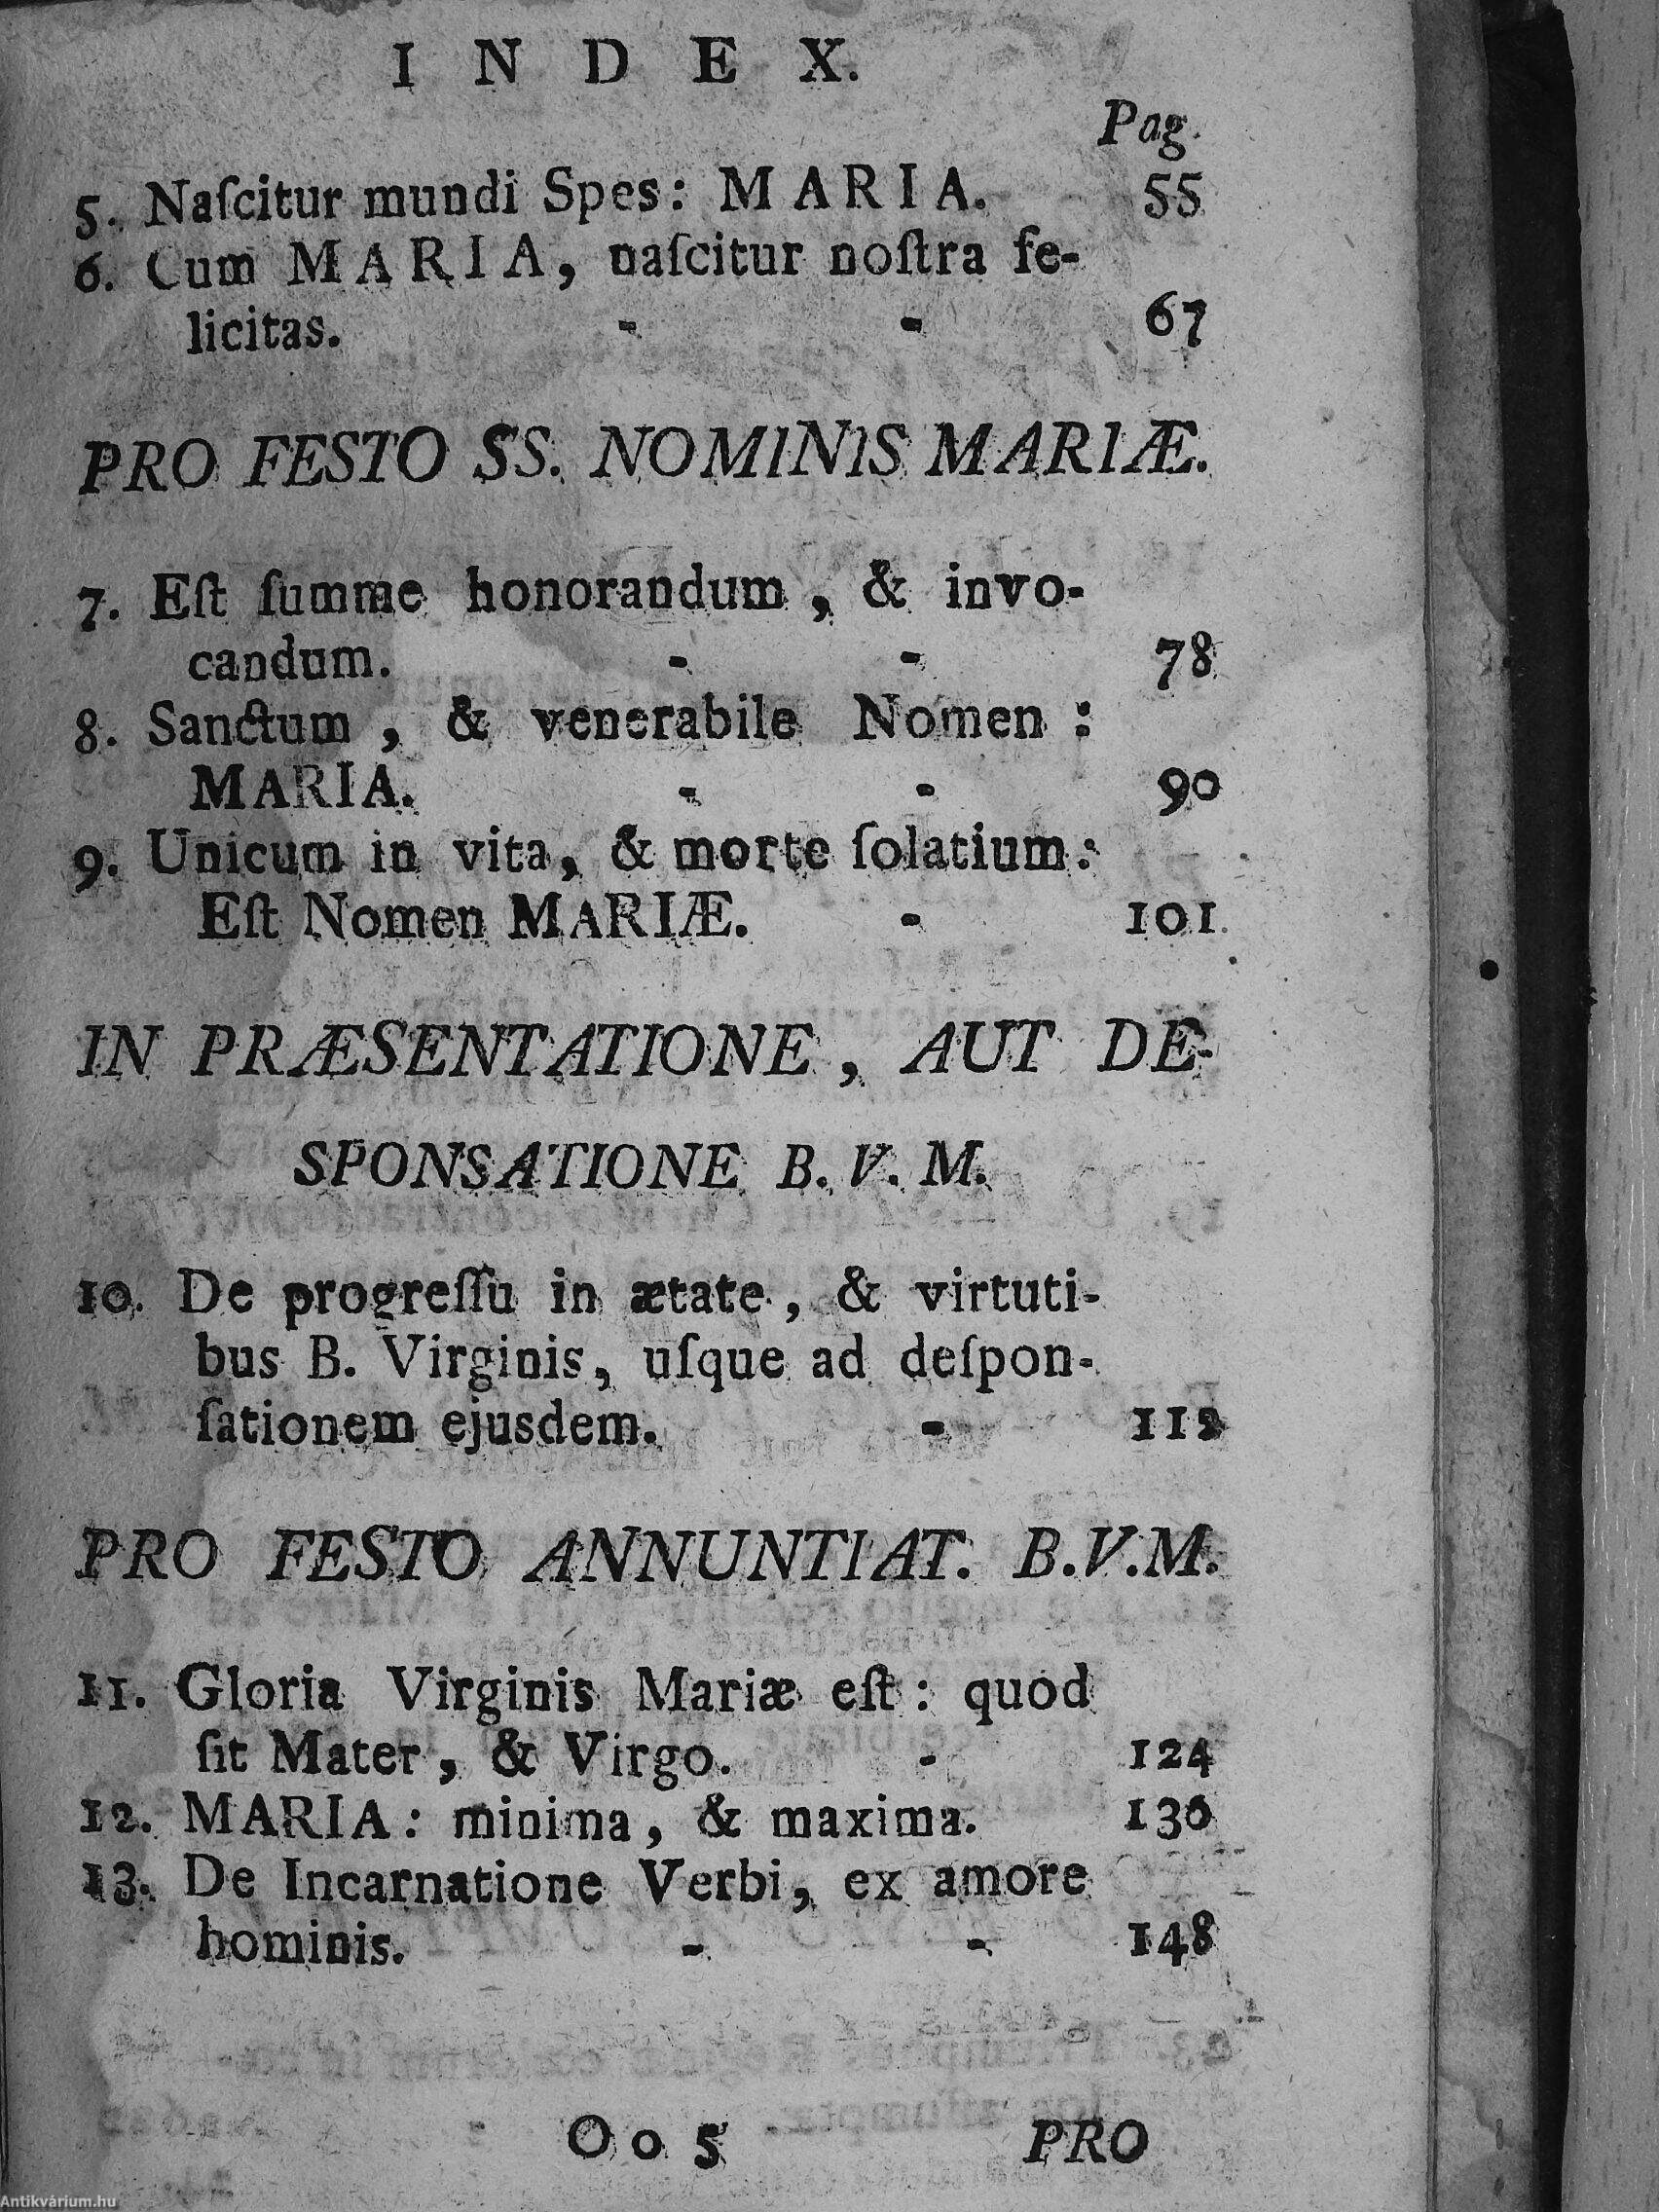 INDEX.
Pag.
5. Naſcitur mundi Spes: MARIA. 55
6. Cum MARIA, naſcitur noſtra fe-
licitas. - - 67
PRO FESTO SS. NOMINIS MARIÆ.
7. Eſt ſumme honorandum, & invo-
candum. - - 78
8. Sanctum, & venerabile Nomen:
MARIA. - - 90
9. Unicum in vita, & morte ſolatium:
Eſt Nomen MARIÆ. - 101
IN PRÆSENTATIONE, AUT DE-
SPONSATIONE B. V. M.
10. De progreſſu in ætate, & virtuti-
bus B. Virginis, uſque ad deſpon-
ſationem ejusdem. - 112
PRO FESTO ANNUNTIAT. B.V.M.
11. Gloria Virginis Mariæ eſt: quod
ſit Mater, & Virgo. - 124
12. MARIA: minima, & maxima. 136
13. De Incarnatione Verbi, ex amore
hominis. - - 148
Oo 5 PRO
Antikvárium.hu